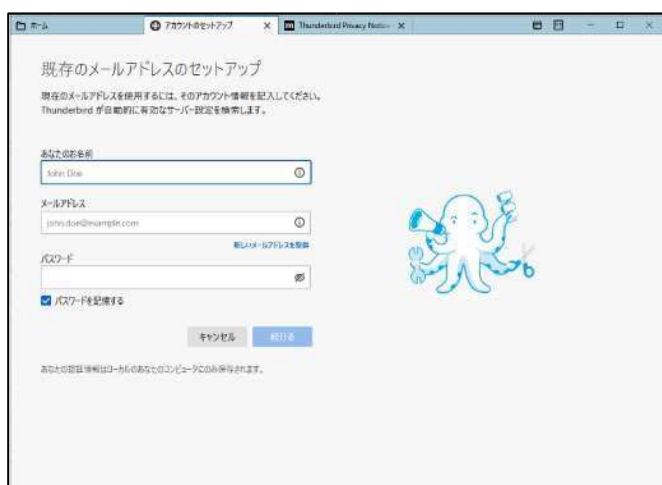 ホーム
アカウントのセットアップ
Thunderbird Privacy Notice
既存のメールアドレスのセットアップ
現在のメールアドレスを使用するには、そのアカウント情報を記入してください。
Thunderbird が自動的に有効なサーバー設定を検索します。
あなたのお名前
John Doe
メールアドレス
john.doe@example.com
新しいメールアドレスを取得
パスワード
パスワードを記憶する
キャンセル
続ける
あなたの認証情報はローカルのあなたのコンピュータにのみ保存されます。